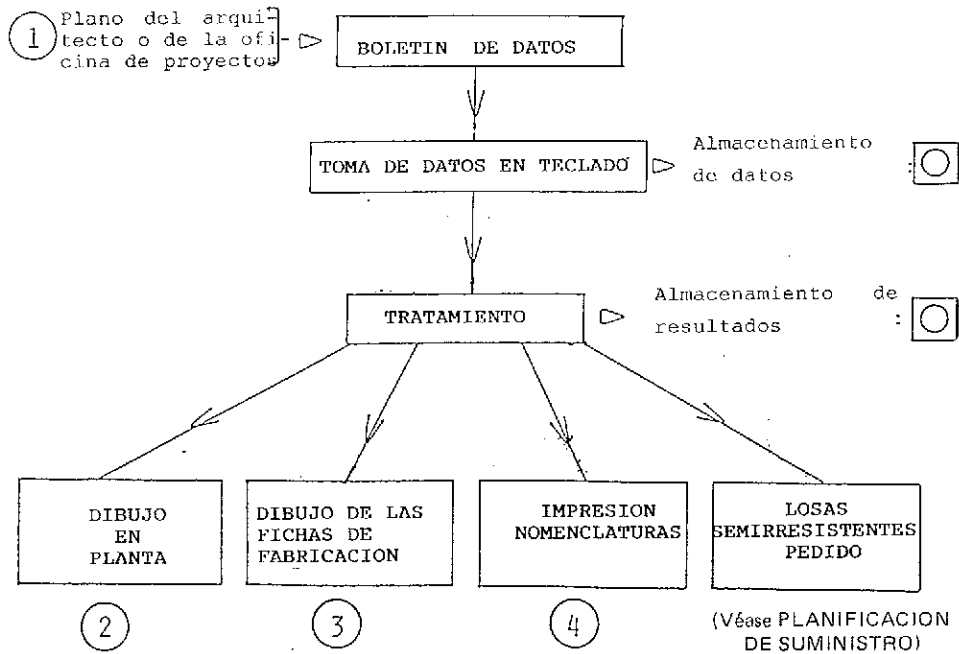 1
Plano del arqui-
tecto o de la ofi-
cina de proyectos
BOLETIN DE DATOS
TOMA DE DATOS EN TECLADO
Almacenamiento
de datos :
TRATAMIENTO
Almacenamiento de
resultados :
DIBUJO
EN
PLANTA
DIBUJO DE LAS
FICHAS DE
FABRICACION
IMPRESION
NOMENCLATURAS
LOSAS
SEMIRRESISTENTES
PEDIDO
2
3
4
(Véase PLANIFICACION
DE SUMINISTRO)